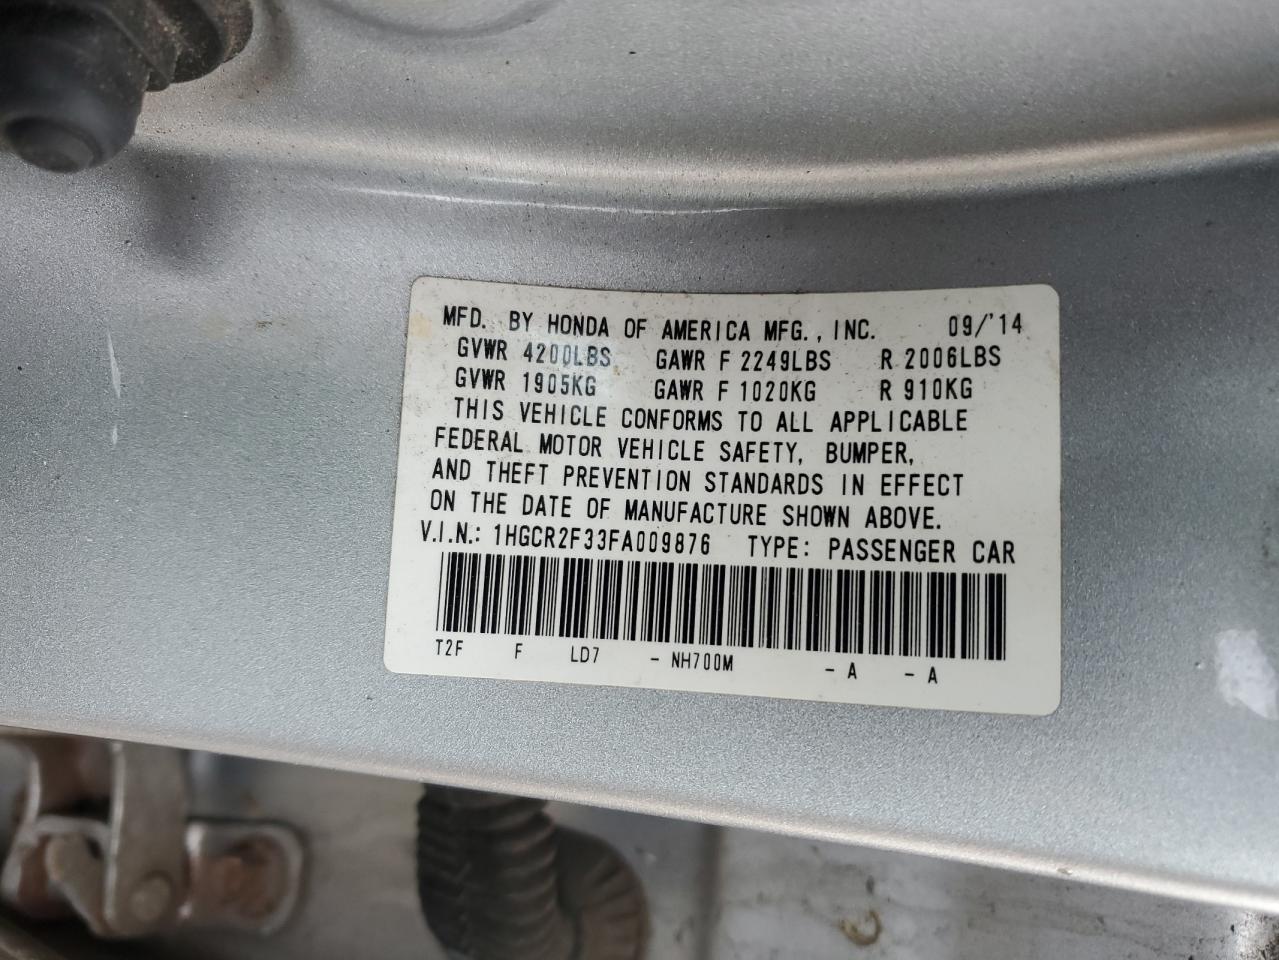 MFD. BY HONDA OF AMERICA MFG., INC. 09/'14
GVWR 4200LBS GAWR F 2249LBS R 2006LBS
GVWR 1905KG GAWR F 1020KG R 910KG
THIS VEHICLE CONFORMS TO ALL APPLICABLE
FEDERAL MOTOR VEHICLE SAFETY, BUMPER,
AND THEFT PREVENTION STANDARDS IN EFFECT
ON THE DATE OF MANUFACTURE SHOWN ABOVE.
V.I.N.: 1HGCR2F33FA009876 TYPE: PASSENGER CAR
T2F F LD7 - NH700M - A - A